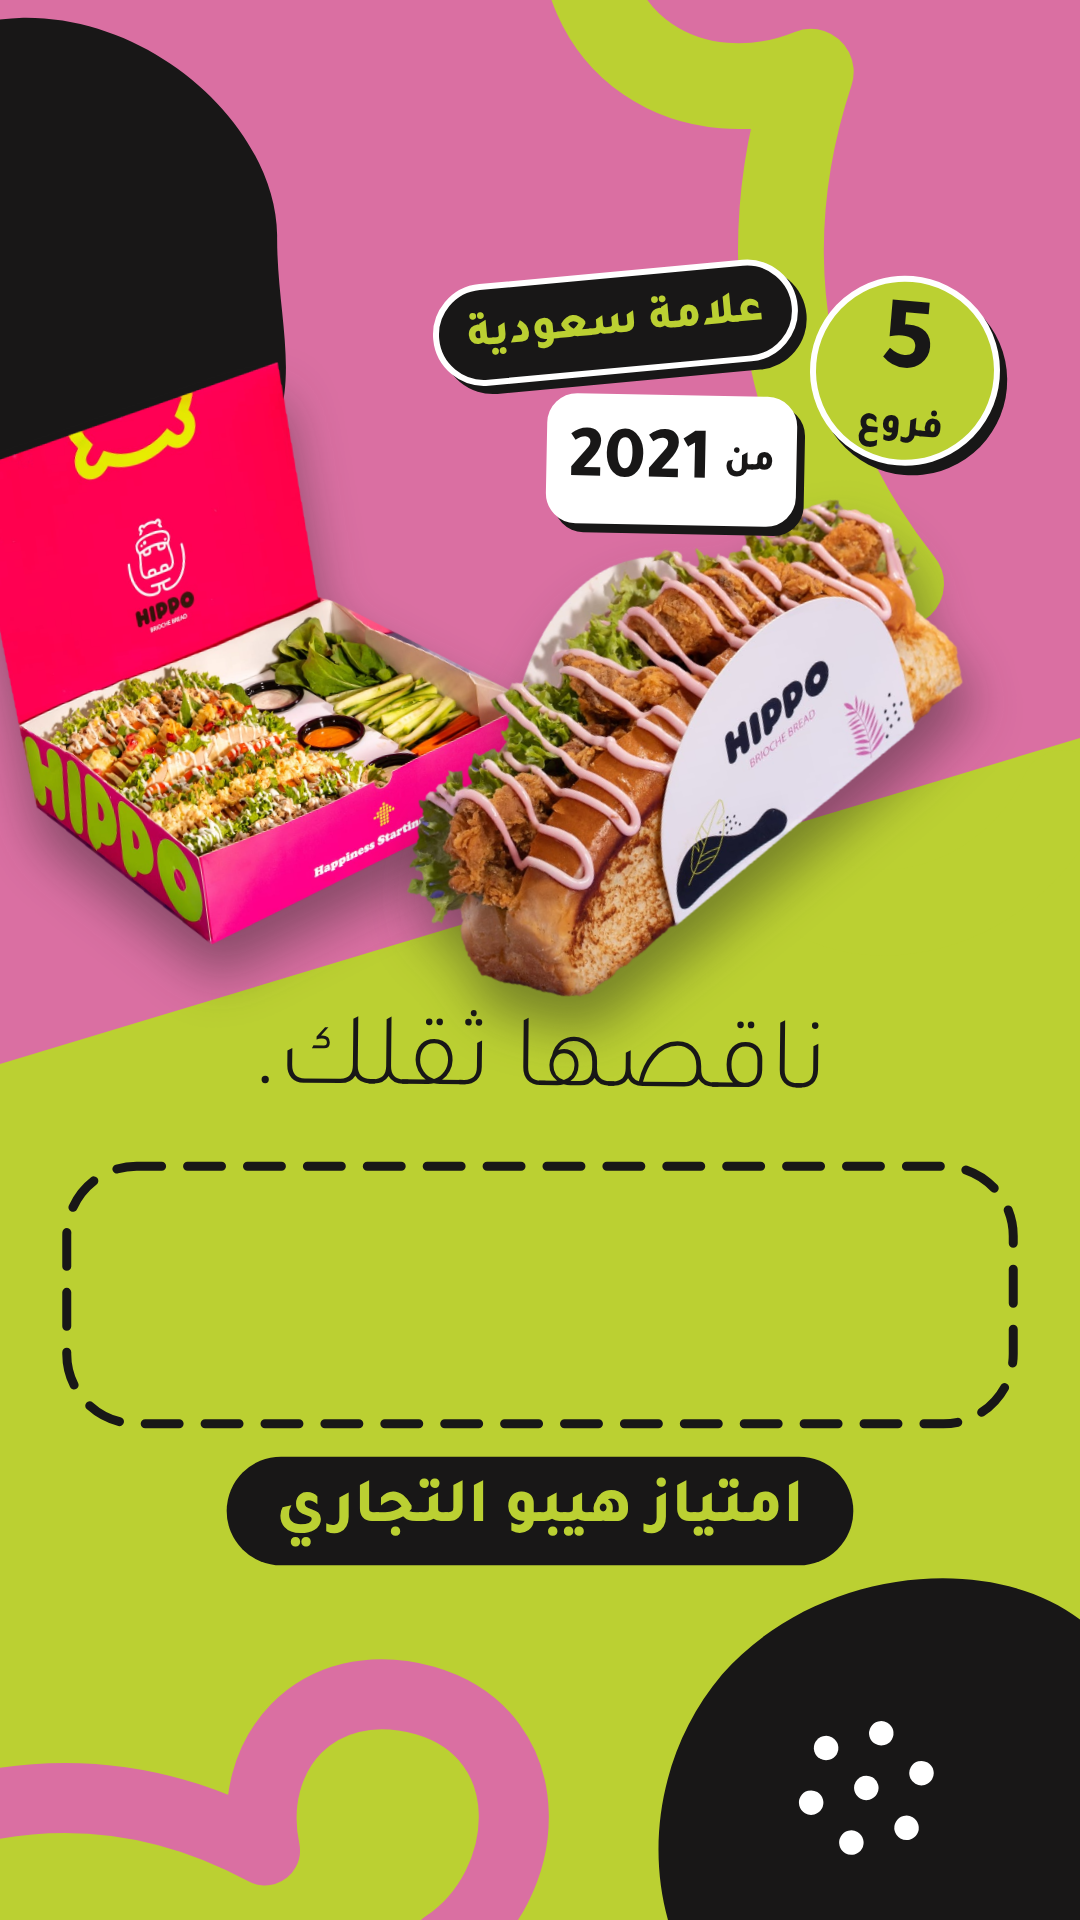 علامة سعودية
5
فروع
من 2021
HIPPO
BRIOCHE BREAD
HIPPO
BRIOCHE BREAD
HIPPO
Happiness Startin
ناقصها ثقلك.
امتياز هيبو التجاري